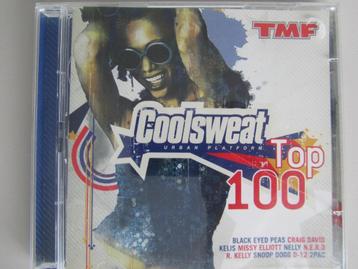 TMF
Coolsweat
URBAN PLATFORM
Top
100
BLACK EYED PEAS CRAIG DAVID
KELIS MISSY ELLIOTT NELLY N.E.R.D
R. KELLY SNOOP DOGG D-12 2PAC